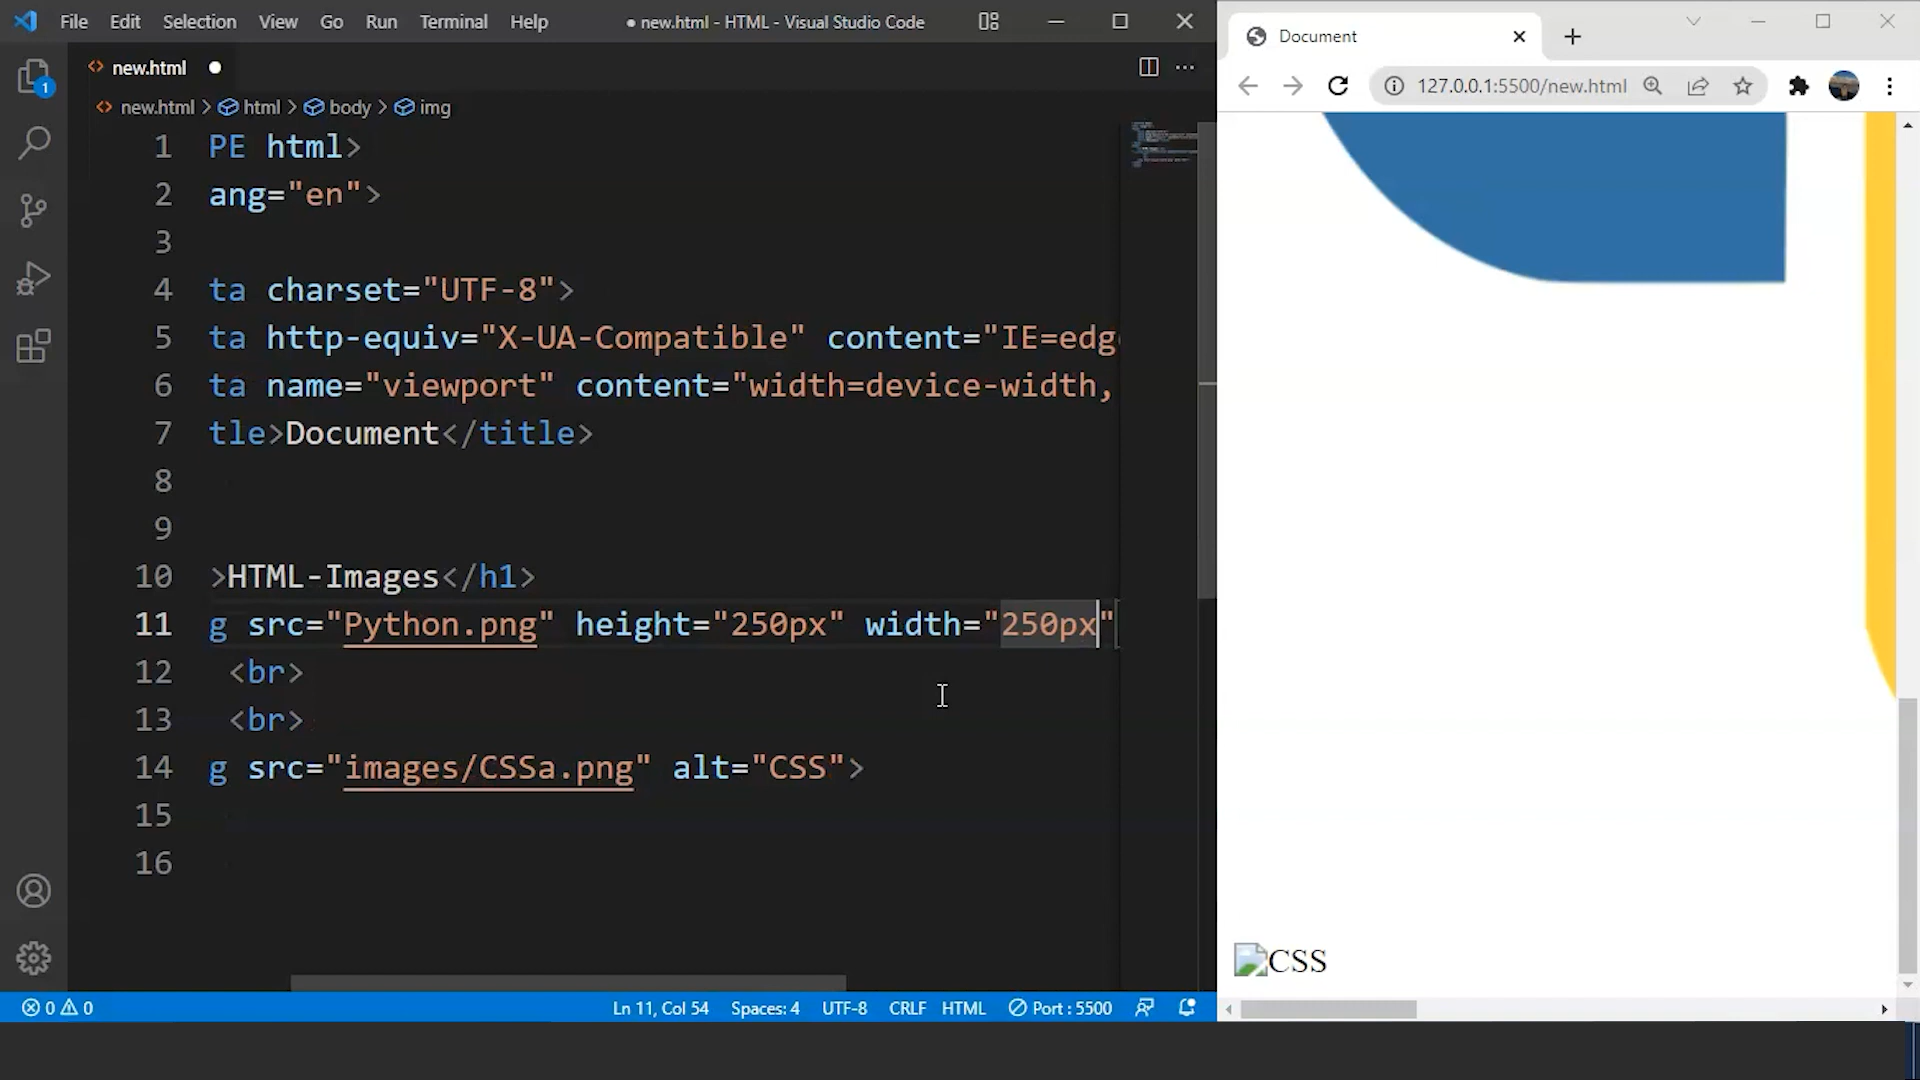 File Edit Selection View Go Run Terminal Help ● new.html - HTML - Visual Studio Code
new.html
new.html > html > body > img
1 PE html>
2 ang="en">
3
4 ta charset="UTF-8">
5 ta http-equiv="X-UA-Compatible" content="IE=edg
6 ta name="viewport" content="width=device-width,
7 tle>Document</title>
8
9
10 >HTML-Images</h1>
11 g src="Python.png" height="250px" width="250px"
12 <br>
13 <br>
14 g src="images/CSSa.png" alt="CSS">
15
16
1
0 0 Ln 11, Col 54 Spaces: 4 UTF-8 CRLF HTML Port : 5500
Document
127.0.0.1:5500/new.html
CSS